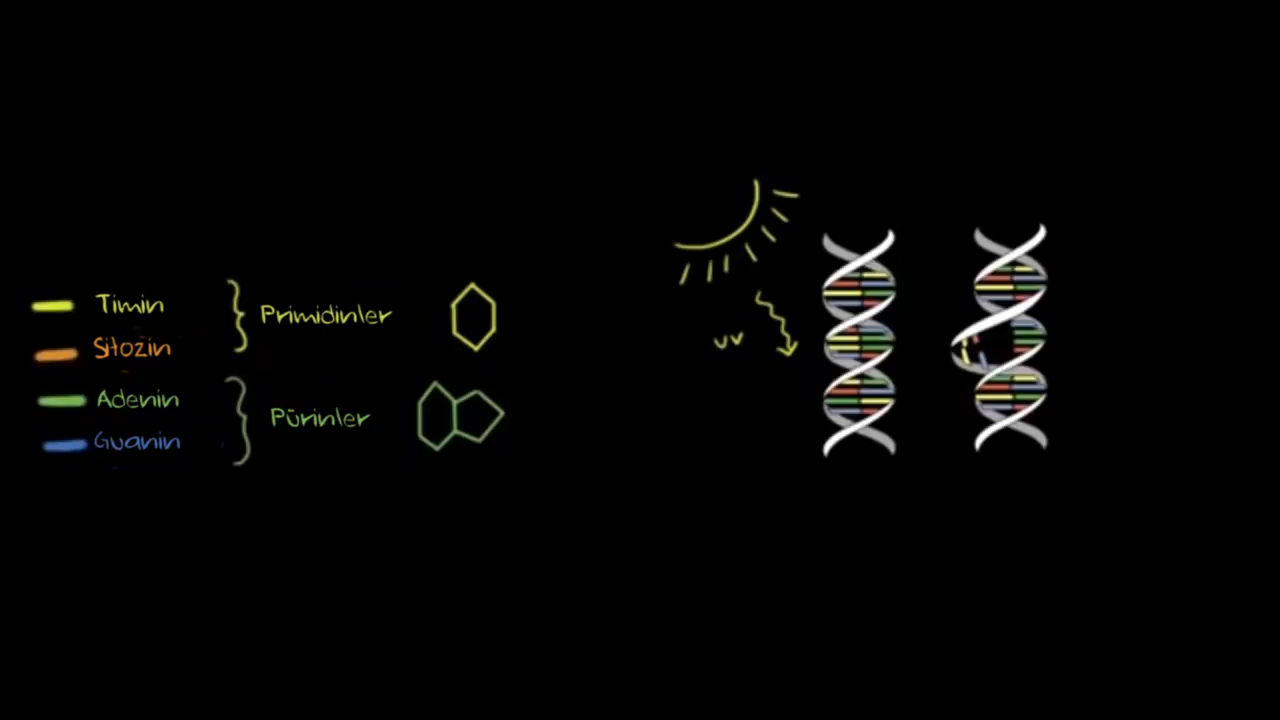 Timin
Sitozin
Primidinler
Adenin
Guanin
Pürinler
UV